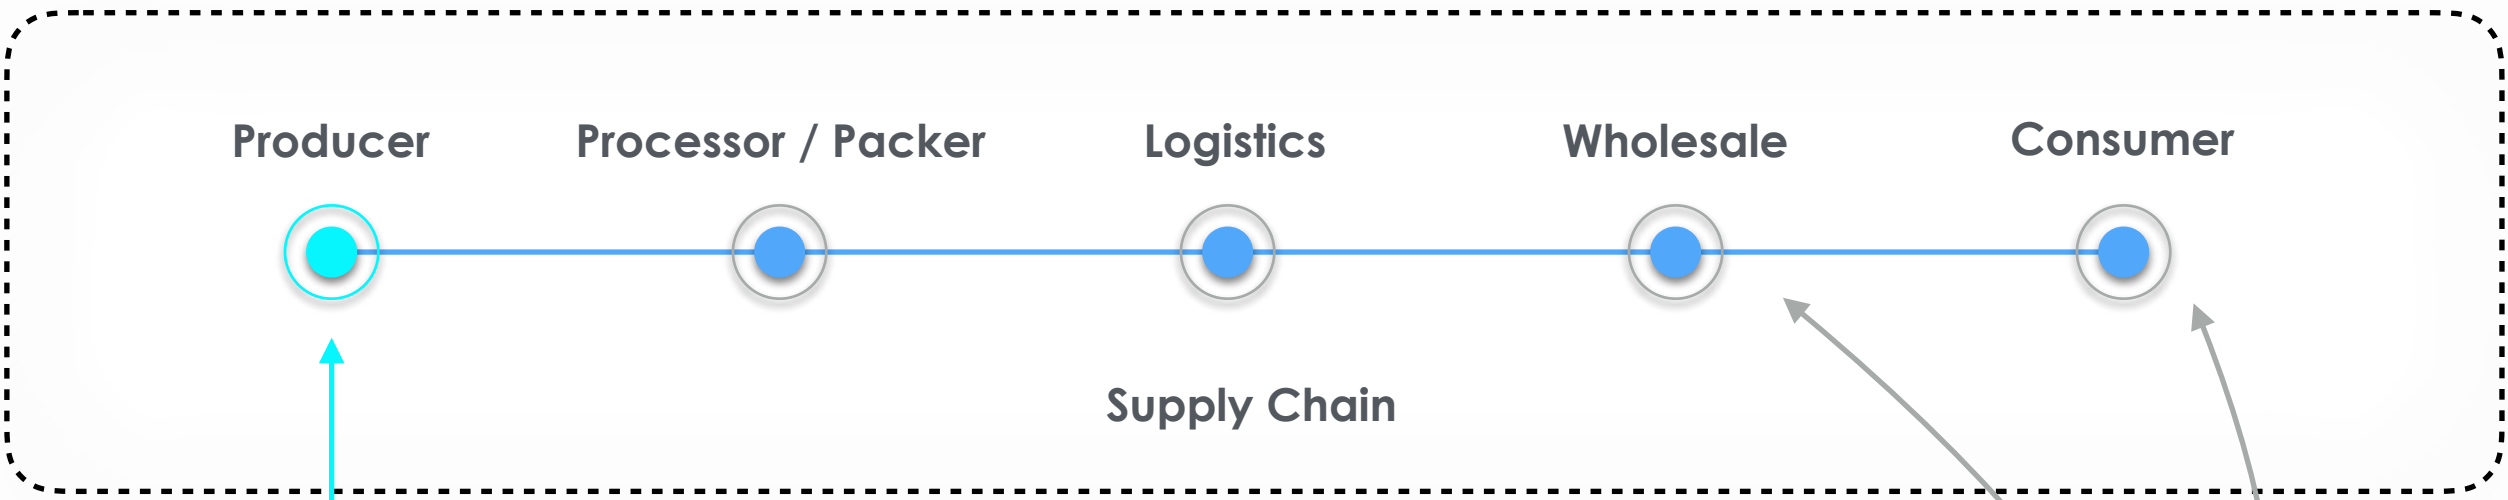 Producer
Processor / Packer
Logistics
Wholesale
Consumer
Supply Chain